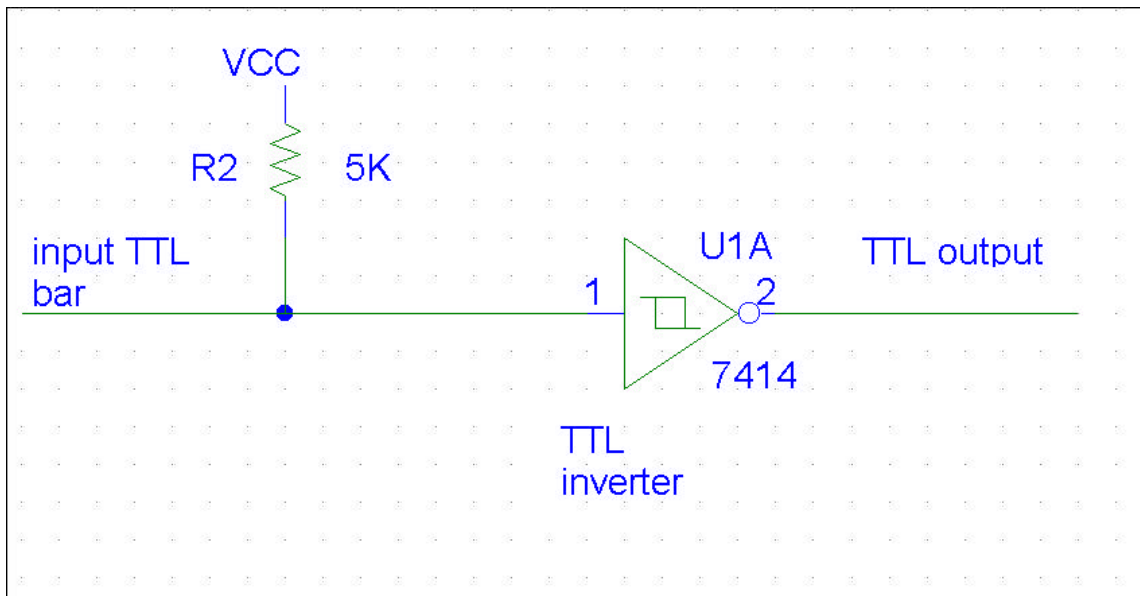 VCC
R2
5K
input TTL
bar
1
U1A
2
TTL output
7414
TTL
inverter